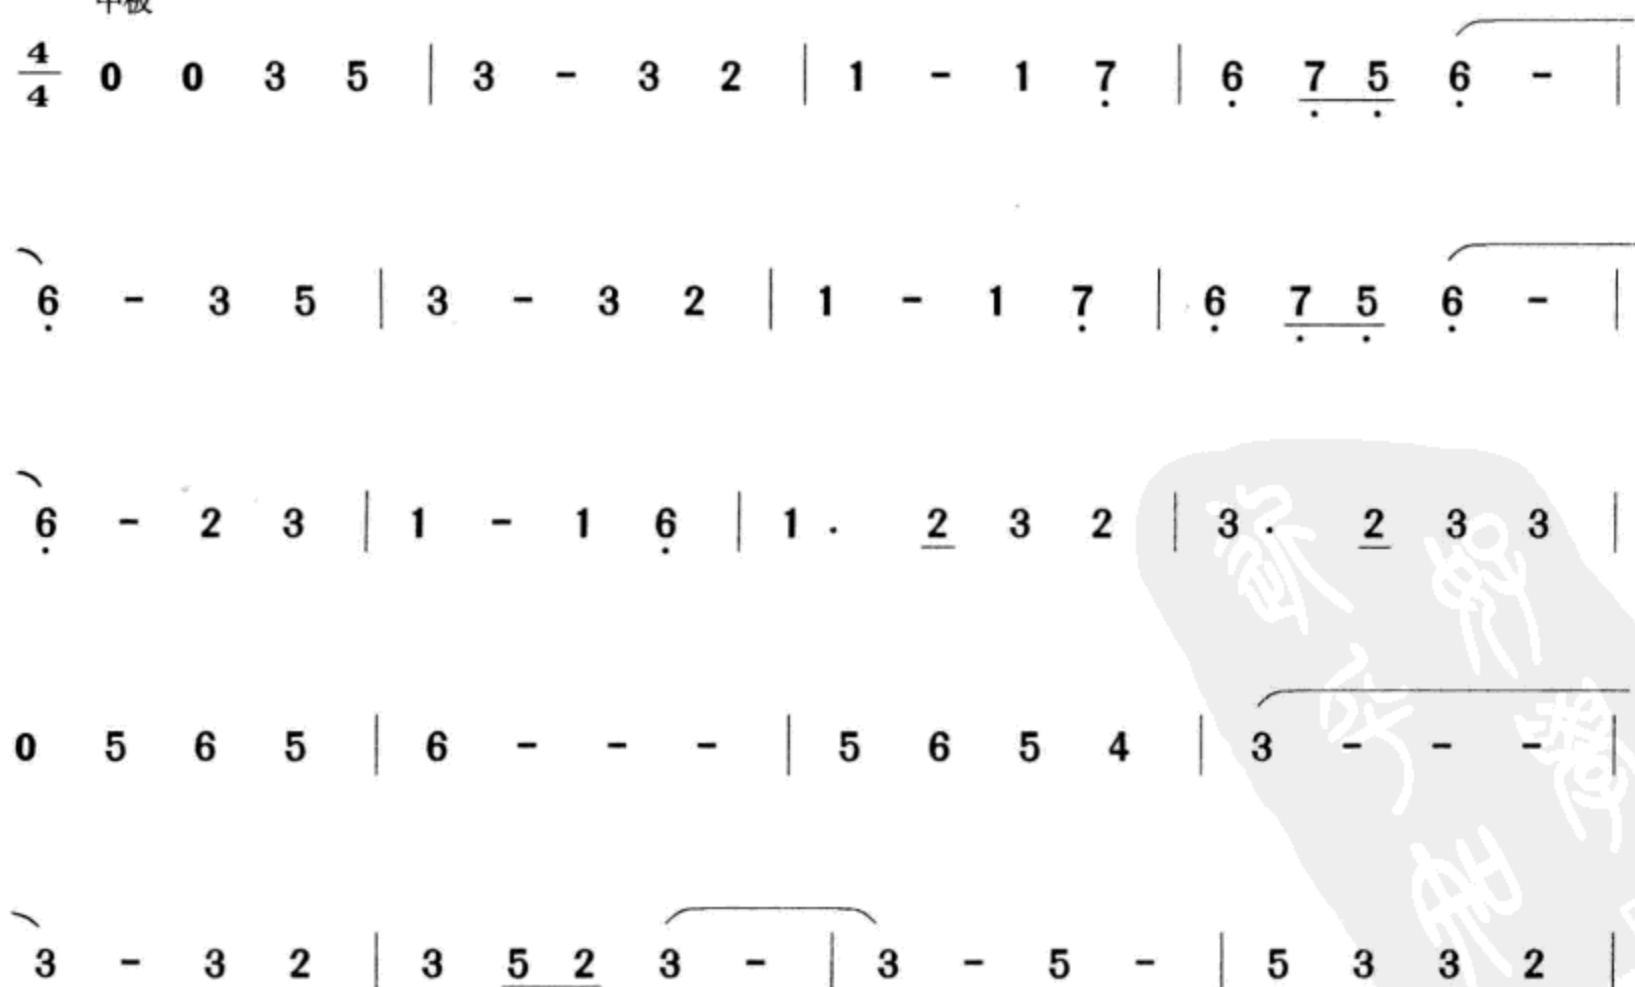 中板
4/4 0 0 3 5 | 3 - 3 2 | 1 - 1 7̣ | 6̣ 7̣ 5̣ 6̣ - |
6̣ - 3 5 | 3 - 3 2 | 1 - 1 7̣ | 6̣ 7̣ 5̣ 6̣ - |
6̣ - 2 3 | 1 - 1 6̣ | 1 . 2 3 2 | 3 . 2 3 3 |
0 5 6 5 | 6 - - - | 5 6 5 4 | 3 - - - |
3 - 3 2 | 3 5 2 3 - | 3 - 5 - | 5 3 3 2 |